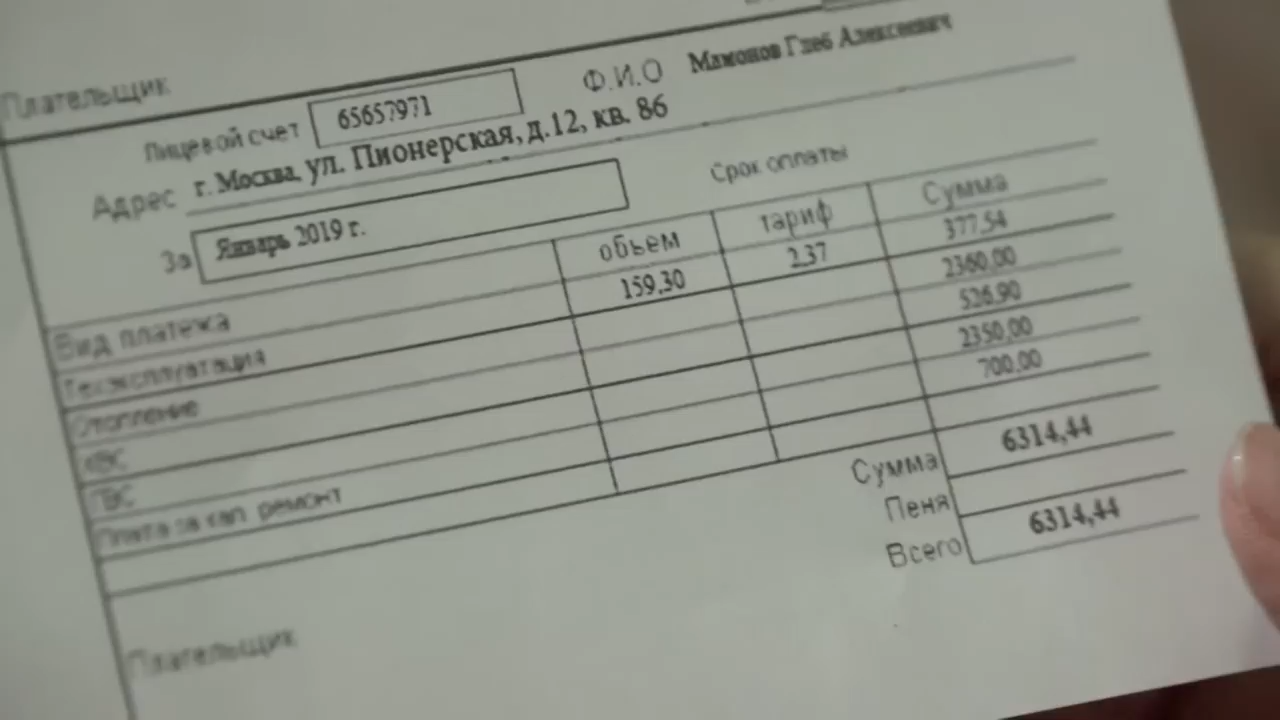 Плательщик
Лицевой счет 65657971 Ф.И.О Мамонов Глеб Алексеевич
Адрес г. Москва, ул. Пионерская, д.12, кв. 86
За Январь 2019 г. Срок оплаты
Вид платежа объем тариф Сумма
Техэксплуатация 159,30 2,37 377,54
Отопление 2360,00
ХВС 526,90
ГВС 2350,00
Плата за кап. ремонт 700,00
Сумма 6314,44
Пеня
Всего 6314,44
Плательщик